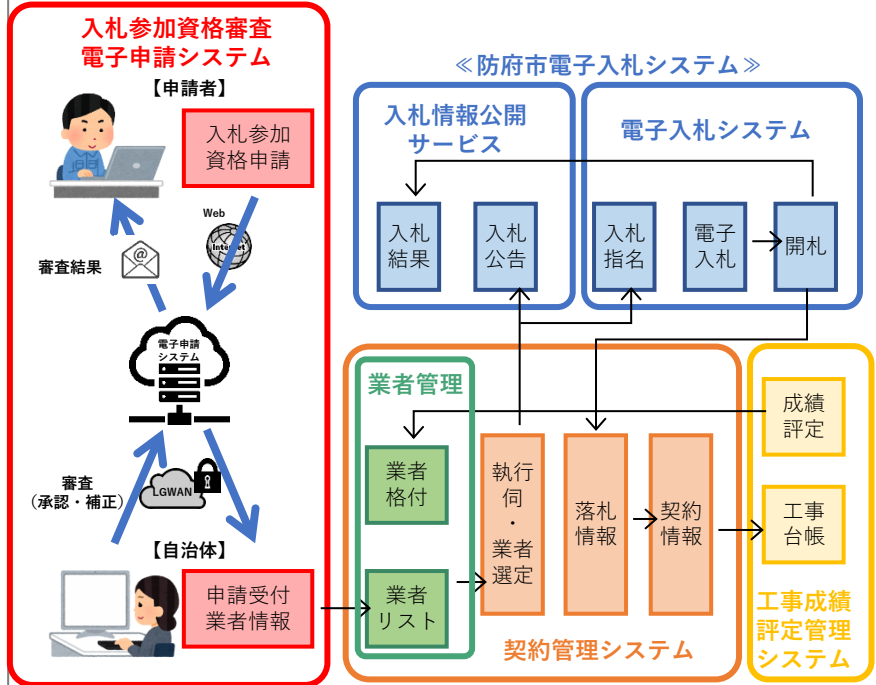 入札参加資格審査
電子申請システム
【申請者】
入札参加
資格申請
Web
Internet
@
審査結果
電子申請
システム
審査
(承認・補正)
LGWAN
【自治体】
申請受付
業者情報
≪防府市電子入札システム≫
入札情報公開
サービス
入札
結果
入札
公告
電子入札システム
入札
指名
電子
入札
開札
業者管理
業者
格付
業者
リスト
執行
伺
・
業者
選定
落札
情報
契約
情報
契約管理システム
成績
評定
工事
台帳
工事成績
評定管理
システム